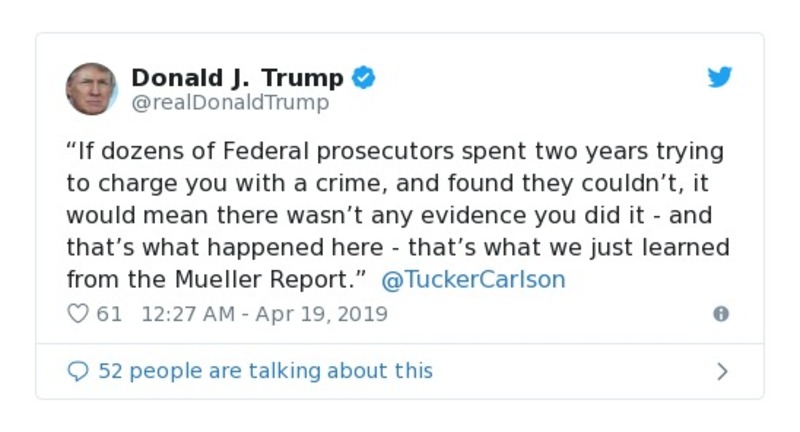 Donald J. Trump
@realDonaldTrump
“If dozens of Federal prosecutors spent two years trying
to charge you with a crime, and found they couldn’t, it
would mean there wasn’t any evidence you did it - and
that’s what happened here - that’s what we just learned
from the Mueller Report.” @TuckerCarlson
61 12:27 AM - Apr 19, 2019
52 people are talking about this